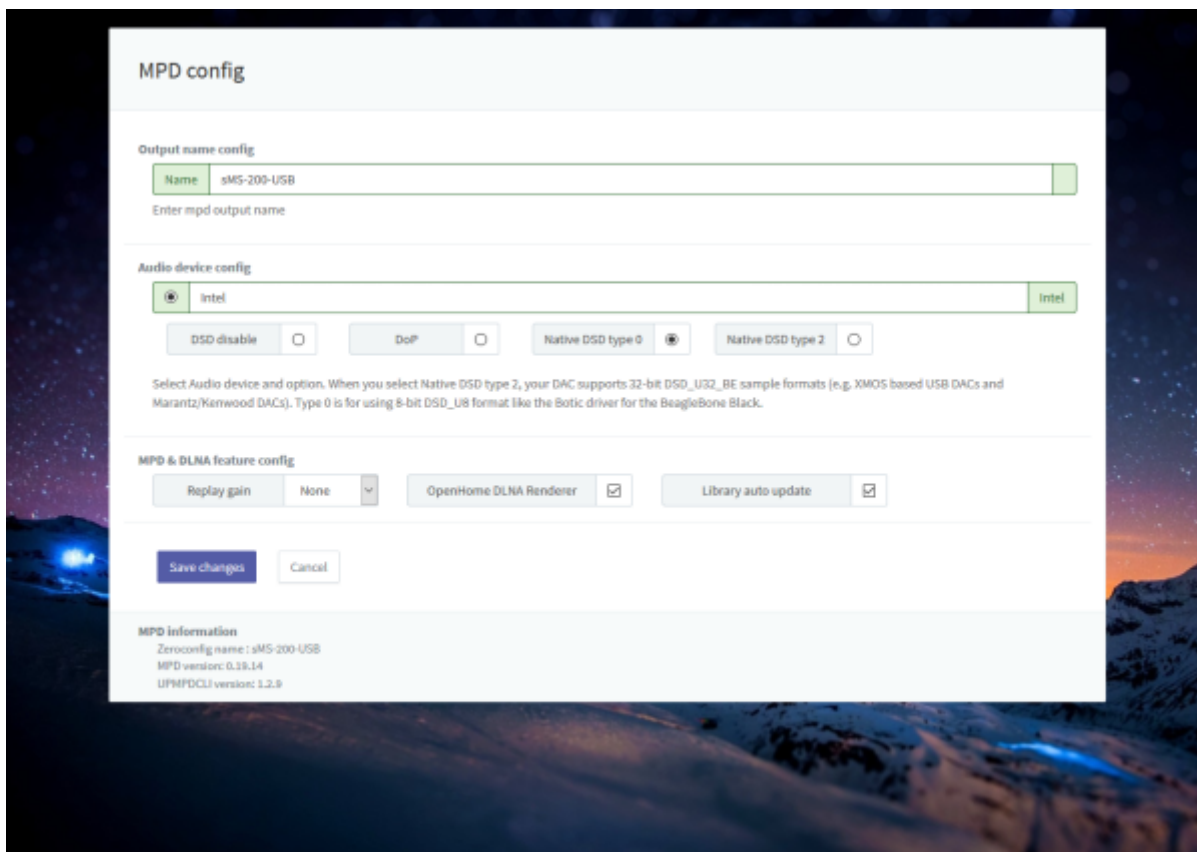 MPD config
Output name config
Name sMS-200-USB
Enter mpd output name
Audio device config
Intel Intel
DSD disable DoP Native DSD type 0 Native DSD type 2
Select Audio device and option. When you select Native DSD type 2, your DAC supports 32-bit DSD_U32_BE sample formats (e.g. XMOS based USB DACs and
Marantz/Kenwood DACs). Type 0 is for using 8-bit DSD_U8 format like the Botic driver for the BeagleBone Black.
MPD & DLNA feature config
Replay gain None OpenHome DLNA Renderer Library auto update
Save changes Cancel
MPD information
Zeroconfig name : sMS-200-USB
MPD version: 0.19.14
UPMPDCLI version: 1.2.9